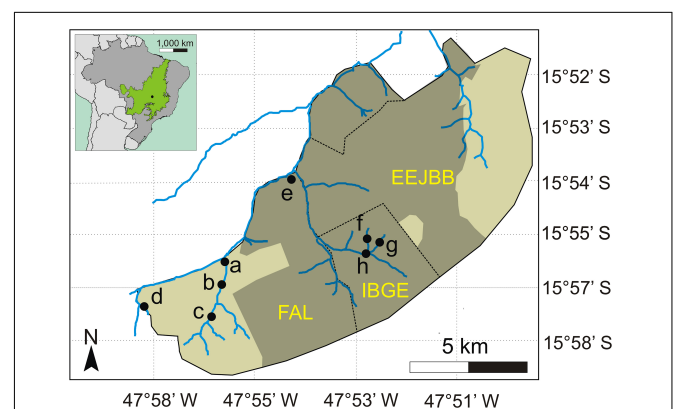 1,000 km
15°52’ S
15°53’ S
EEJBB
15°54’ S
e
f
15°55’ S
g
a
h
b
IBGE
15°57’ S
d
c
FAL
N
5 km
15°58’ S
47°58’ W 47°55’ W 47°53’ W 47°51’ W